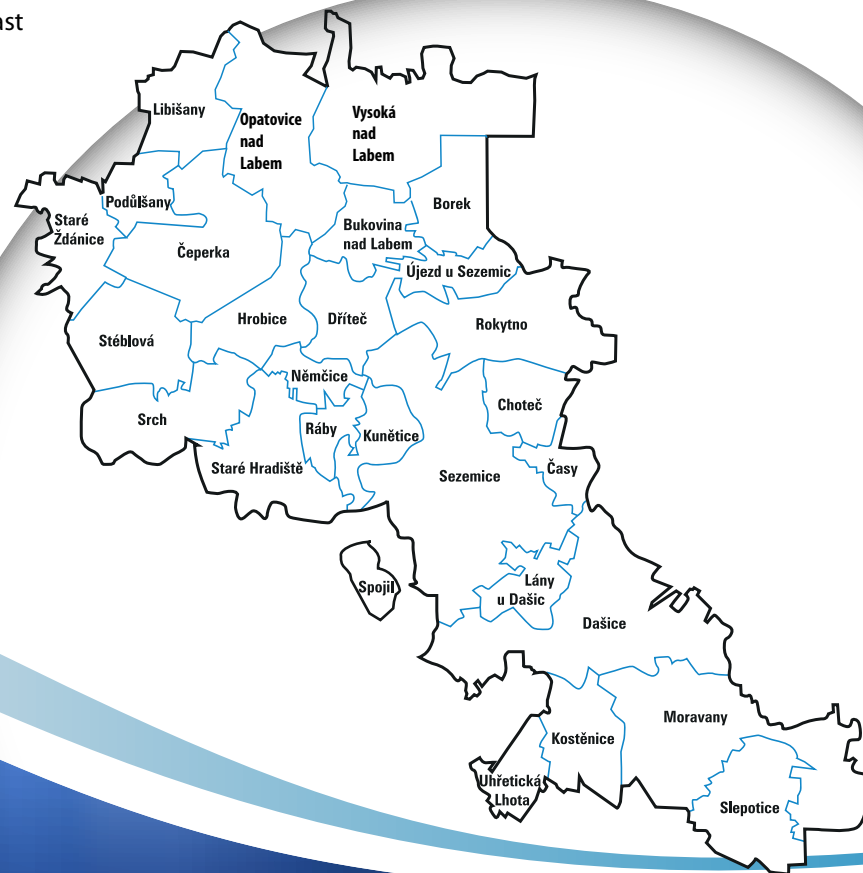 ast
Libišany
Opatovice
nad
Labem
Vysoká
nad
Labem
Podůlšany
Borek
Staré
Ždánice
Bukovina
nad Labem
Čeperka
Újezd u Sezemic
Hrobice
Dříteč
Rokytno
Stéblová
Němčice
Choteč
Srch
Ráby
Kunětice
Staré Hradiště
Sezemice
Časy
Spojil
Lány
u Dašic
Dašice
Moravany
Kostěnice
Uhřetická
Lhota
Slepotice